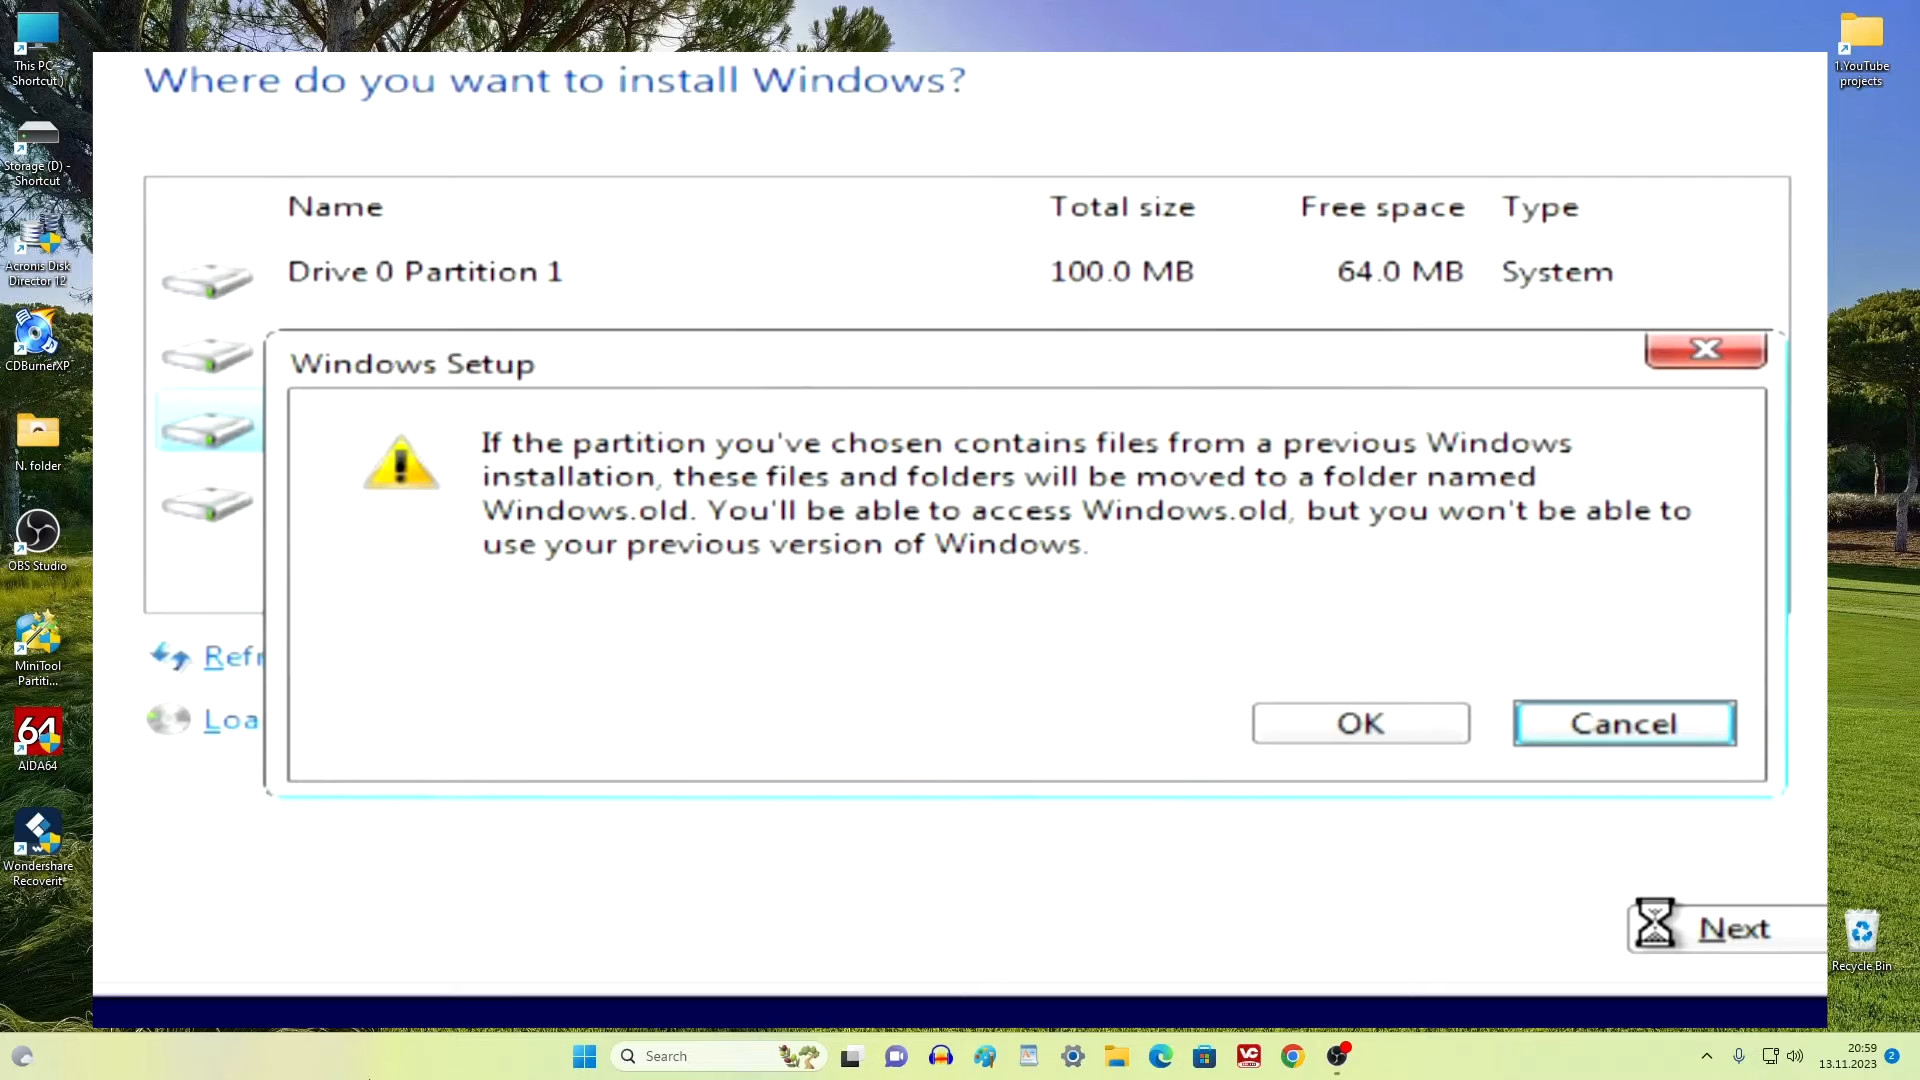 This PC -
Shortcut
Storage (D) -
Shortcut
Acronis Disk
Director 12
CDBurnerXP
N. folder
OBS Studio
MiniTool
Partiti...
64
AIDA64
Wondershare
Recoverit
1.YouTube
projects
Where do you want to install Windows?
Name Total size Free space Type
Drive 0 Partition 1 100.0 MB 64.0 MB System
Windows Setup
If the partition you've chosen contains files from a previous Windows
installation, these files and folders will be moved to a folder named
Windows.old. You'll be able to access Windows.old, but you won't be able to
use your previous version of Windows.
OK Cancel
Refr
Loa
Next
Recycle Bin
Search
VC
20:59
13.11.2023
2